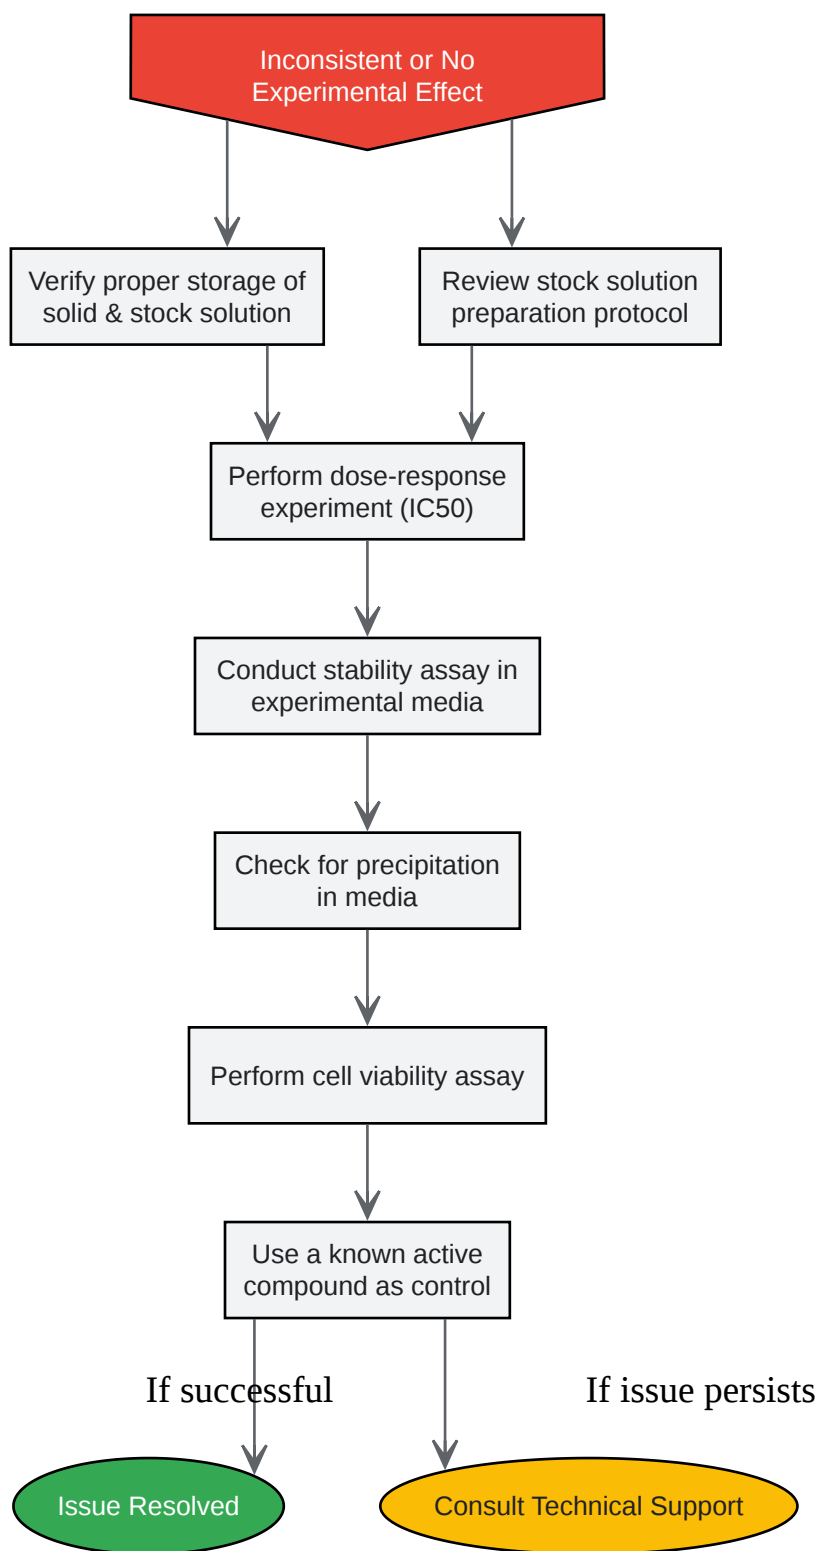 Inconsistent or No
Experimental Effect
Verify proper storage of
solid & stock solution
Review stock solution
preparation protocol
Perform dose-response
experiment (IC50)
Conduct stability assay in
experimental media
Check for precipitation
in media
Perform cell viability assay
Use a known active
compound as control
If successful
If issue persists
Issue Resolved
Consult Technical Support